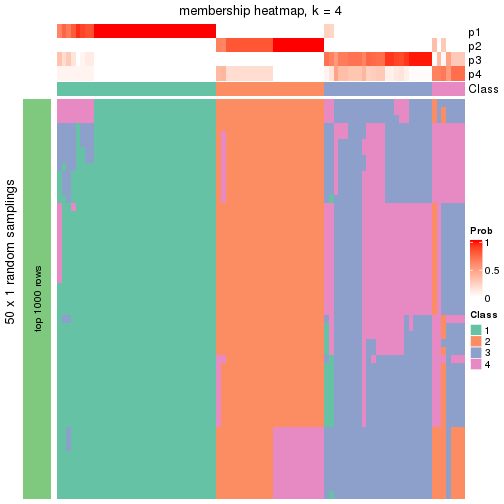 membership heatmap, k = 4
p1
p2
p3
p4
Class
50 x 1 random samplings
top 1000 rows
Prob
1
0.5
0
Class
1
2
3
4